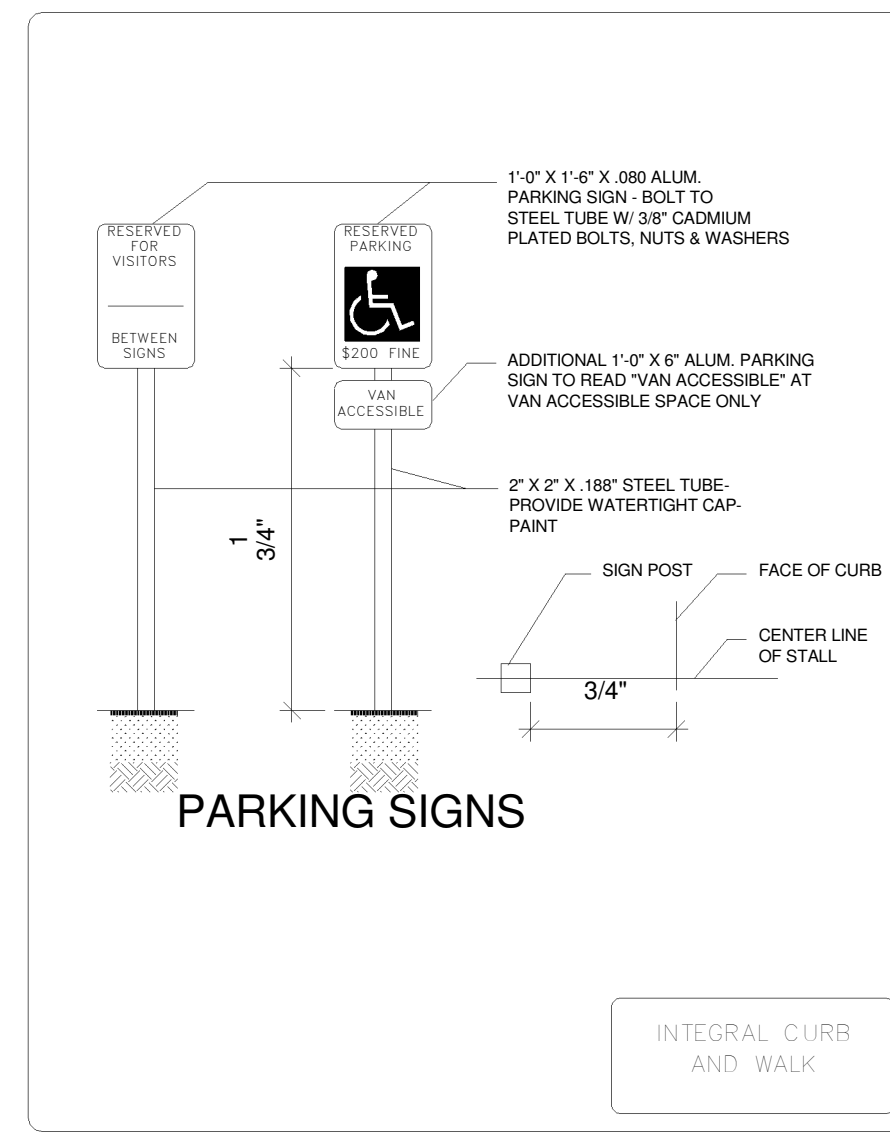 1'-0" X 1'-6" X .080 ALUM.
PARKING SIGN - BOLT TO
STEEL TUBE W/ 3/8" CADMIUM
PLATED BOLTS, NUTS & WASHERS
RESERVED
FOR
VISITORS
BETWEEN
SIGNS
RESERVED
PARKING
$200 FINE
VAN
ACCESSIBLE
ADDITIONAL 1'-0" X 6" ALUM. PARKING
SIGN TO READ "VAN ACCESSIBLE" AT
VAN ACCESSIBLE SPACE ONLY
2" X 2" X .188" STEEL TUBE-
PROVIDE WATERTIGHT CAP-
PAINT
1
3/4"
SIGN POST
FACE OF CURB
CENTER LINE
OF STALL
3/4"
PARKING SIGNS
INTEGRAL CURB
AND WALK